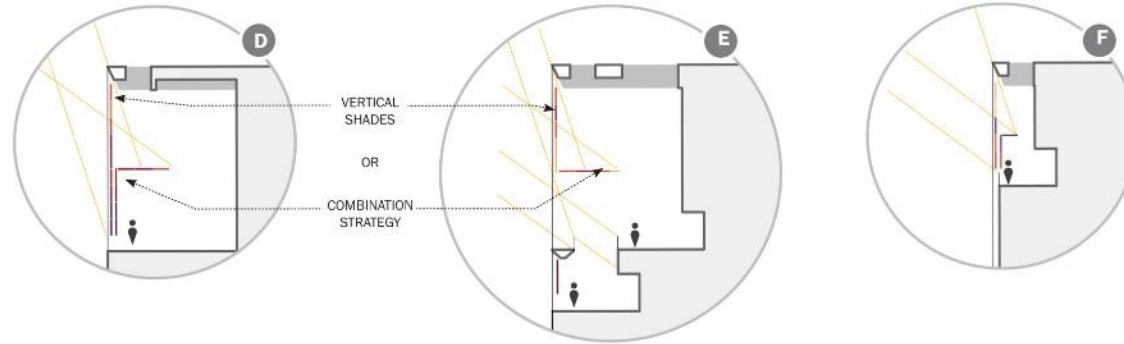 D
E
F
VERTICAL
SHADES
OR
COMBINATION
STRATEGY